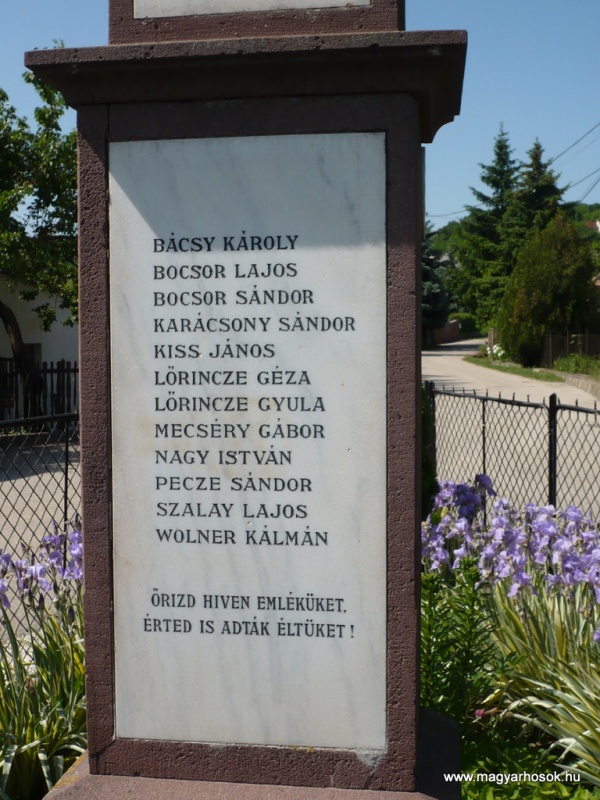 BÁCSY KÁROLY
BOCSOR LAJOS
BOCSOR SÁNDOR
KARÁCSONY SÁNDOR
KISS JÁNOS
LŐRINCZE GÉZA
LŐRINCZE GYULA
MECSÉRY GÁBOR
NAGY ISTVÁN
PECZE SÁNDOR
SZALAY LAJOS
WOLNER KÁLMÁN
ŐRIZD HIVEN EMLÉKÜKET,
ÉRTED IS ADTÁK ÉLTÜKET!
www.magyarhosok.hu